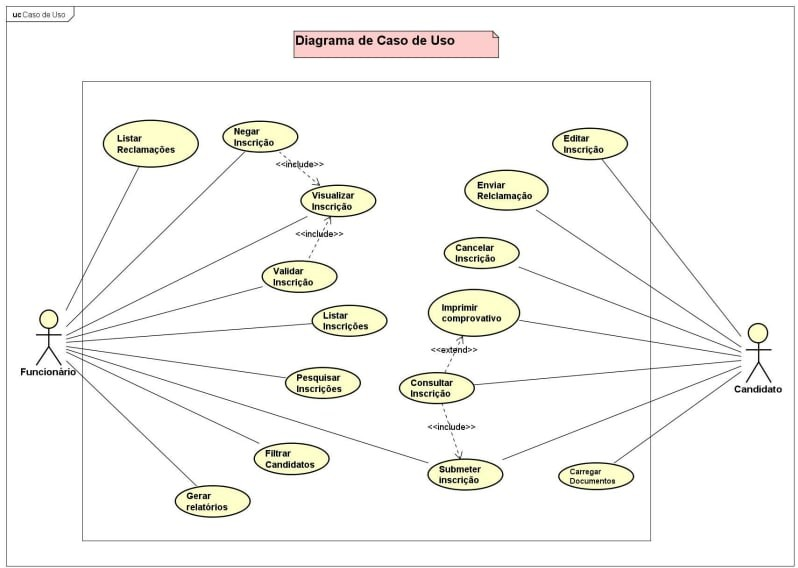 uc Caso de Uso
Diagrama de Caso de Uso
Listar
Reclamações
Negar
Inscrição
<<include>>
Visualizar
Inscrição
<<include>>
Validar
Inscrição
Listar
Inscrições
Pesquisar
Inscrições
Filtrar
Candidatos
Gerar
relatórios
Funcionário
Editar
Inscrição
Enviar
Relclamação
Cancelar
Inscrição
Imprimir
comprovativo
<<extend>>
Consultar
Inscrição
<<include>>
Submeter
inscrição
Carregar
Documentos
Candidato